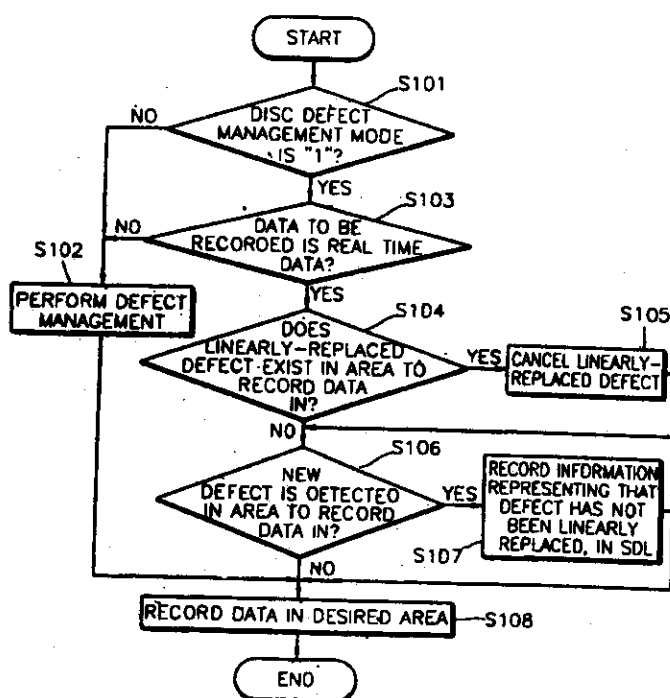 START
S101
NO
DISC DEFECT
MANAGEMENT MODE
IS "1"?
YES
S103
NO
DATA TO BE
RECORDED IS REAL TIME
DATA?
S102
PERFORM DEFECT
MANAGEMENT
YES
S104
DOES
LINEARLY-REPLACED
DEFECT EXIST IN AREA TO
RECORD DATA
IN?
YES
S105
CANCEL LINEARLY-
REPLACED DEFECT
NO
S106
NEW
DEFECT IS DETECTED
IN AREA TO RECORD
DATA IN?
YES
RECORD INFORMATION
REPRESENTING THAT
DEFECT HAS NOT
BEEN LINEARLY
REPLACED, IN SDL
S107
NO
RECORD DATA IN DESIRED AREA
S108
END